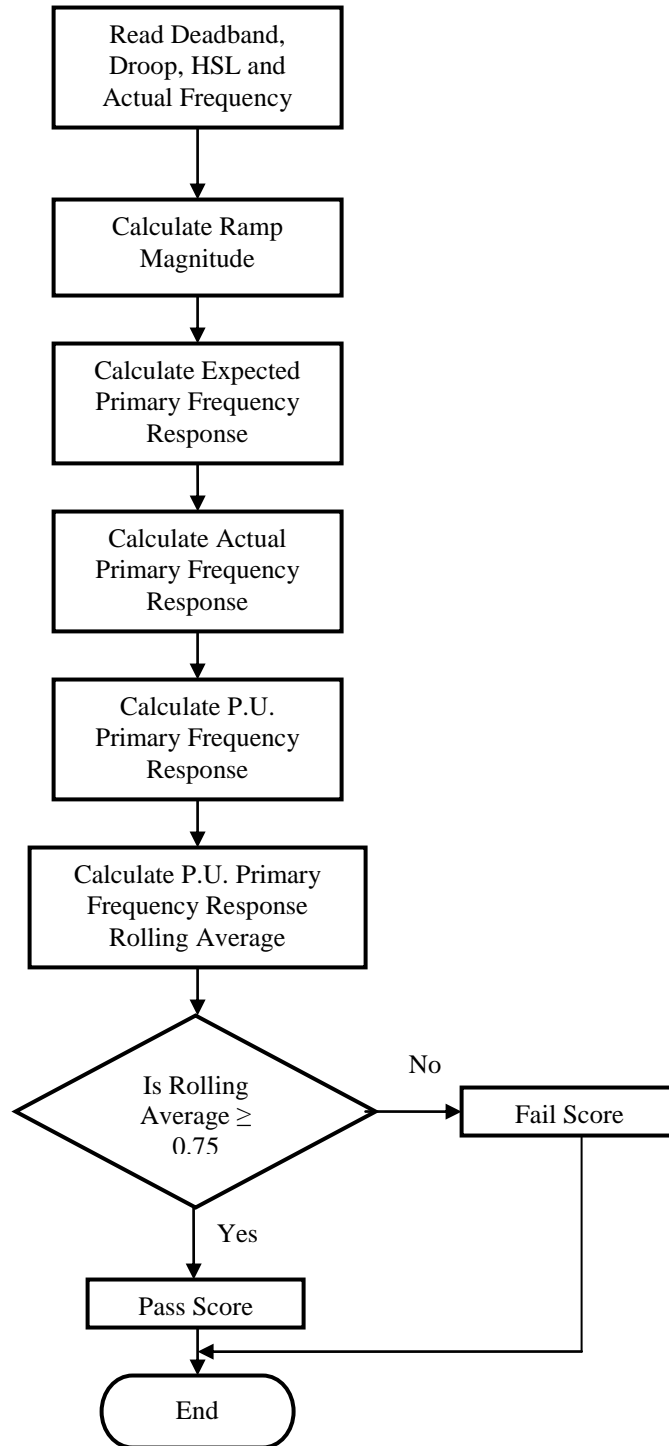 Read Deadband,
Droop, HSL and
Actual Frequency
Calculate Ramp
Magnitude
Calculate Expected
Primary Frequency
Response
Calculate Actual
Primary Frequency
Response
Calculate P.U.
Primary Frequency
Response
Calculate P.U. Primary
Frequency Response
Rolling Average
Is Rolling
Average ≥
0.75
No
Fail Score
Yes
Pass Score
End